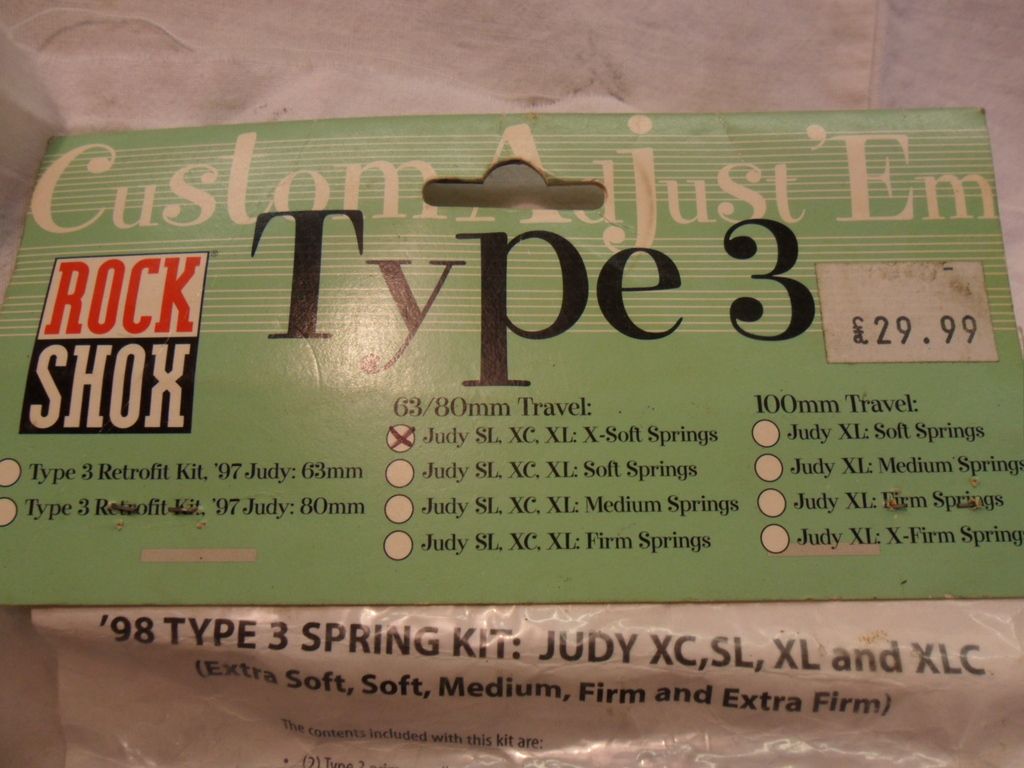 Custom Adjust 'Em
Type 3
ROCK
SHOX
®
£29.99
Type 3 Retrofit Kit, '97 Judy: 63mm
Type 3 Retrofit Kit, '97 Judy: 80mm
63/80mm Travel:
Judy SL, XC, XL: X-Soft Springs
Judy SL, XC, XL: Soft Springs
Judy SL, XC, XL: Medium Springs
Judy SL, XC, XL: Firm Springs
100mm Travel:
Judy XL: Soft Springs
Judy XL: Medium Springs
Judy XL: Firm Springs
Judy XL: X-Firm Spring
'98 TYPE 3 SPRING KIT: JUDY XC,SL, XL and XLC
(Extra Soft, Soft, Medium, Firm and Extra Firm)
The contents included with this kit are:
• (2) Type 2